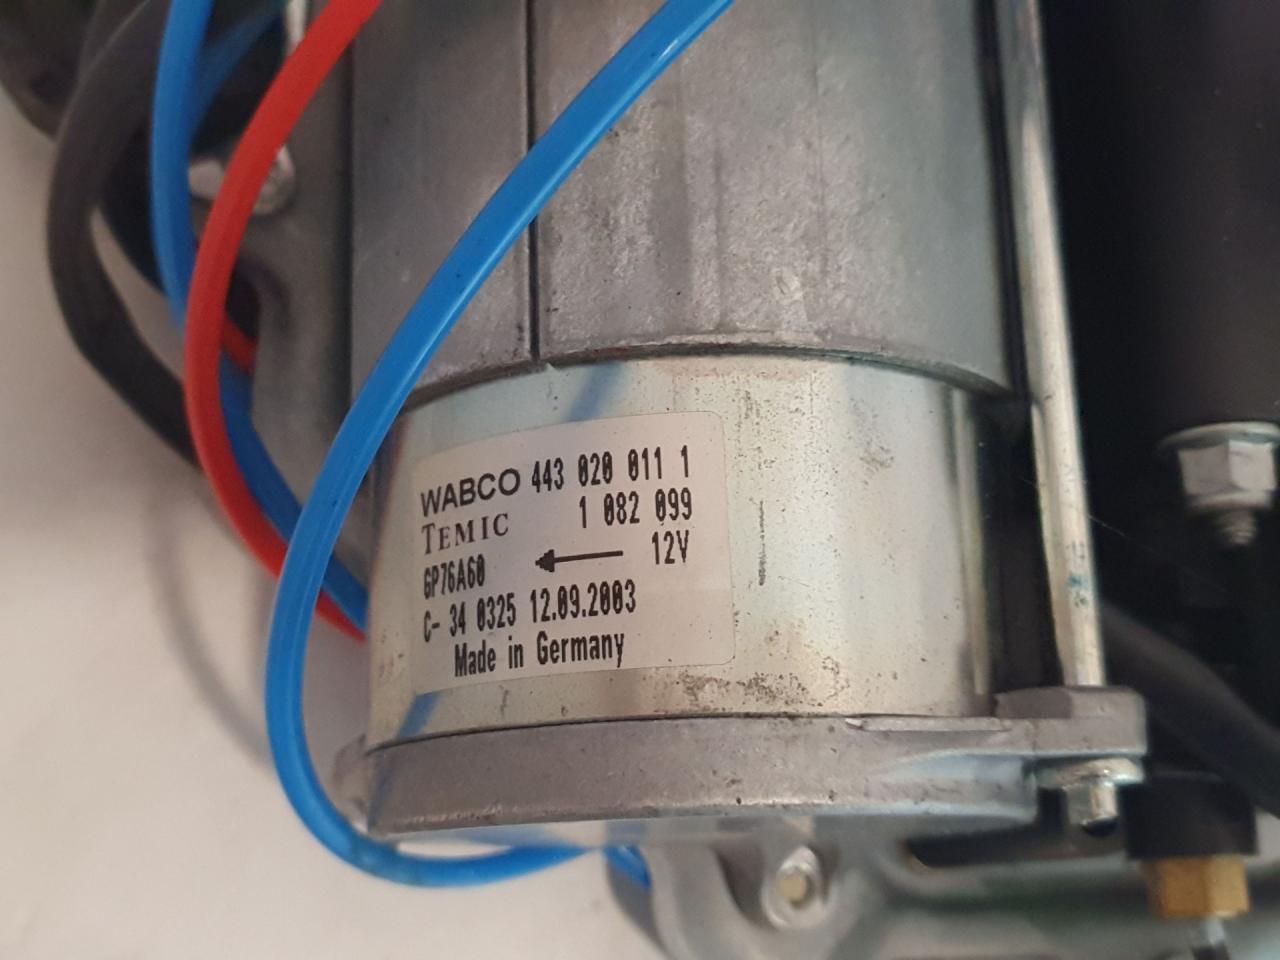 WABCO 443 020 011 1
TEMIC 1 082 099
GP76A60 12V
C- 34 0325 12.09.2003
Made in Germany